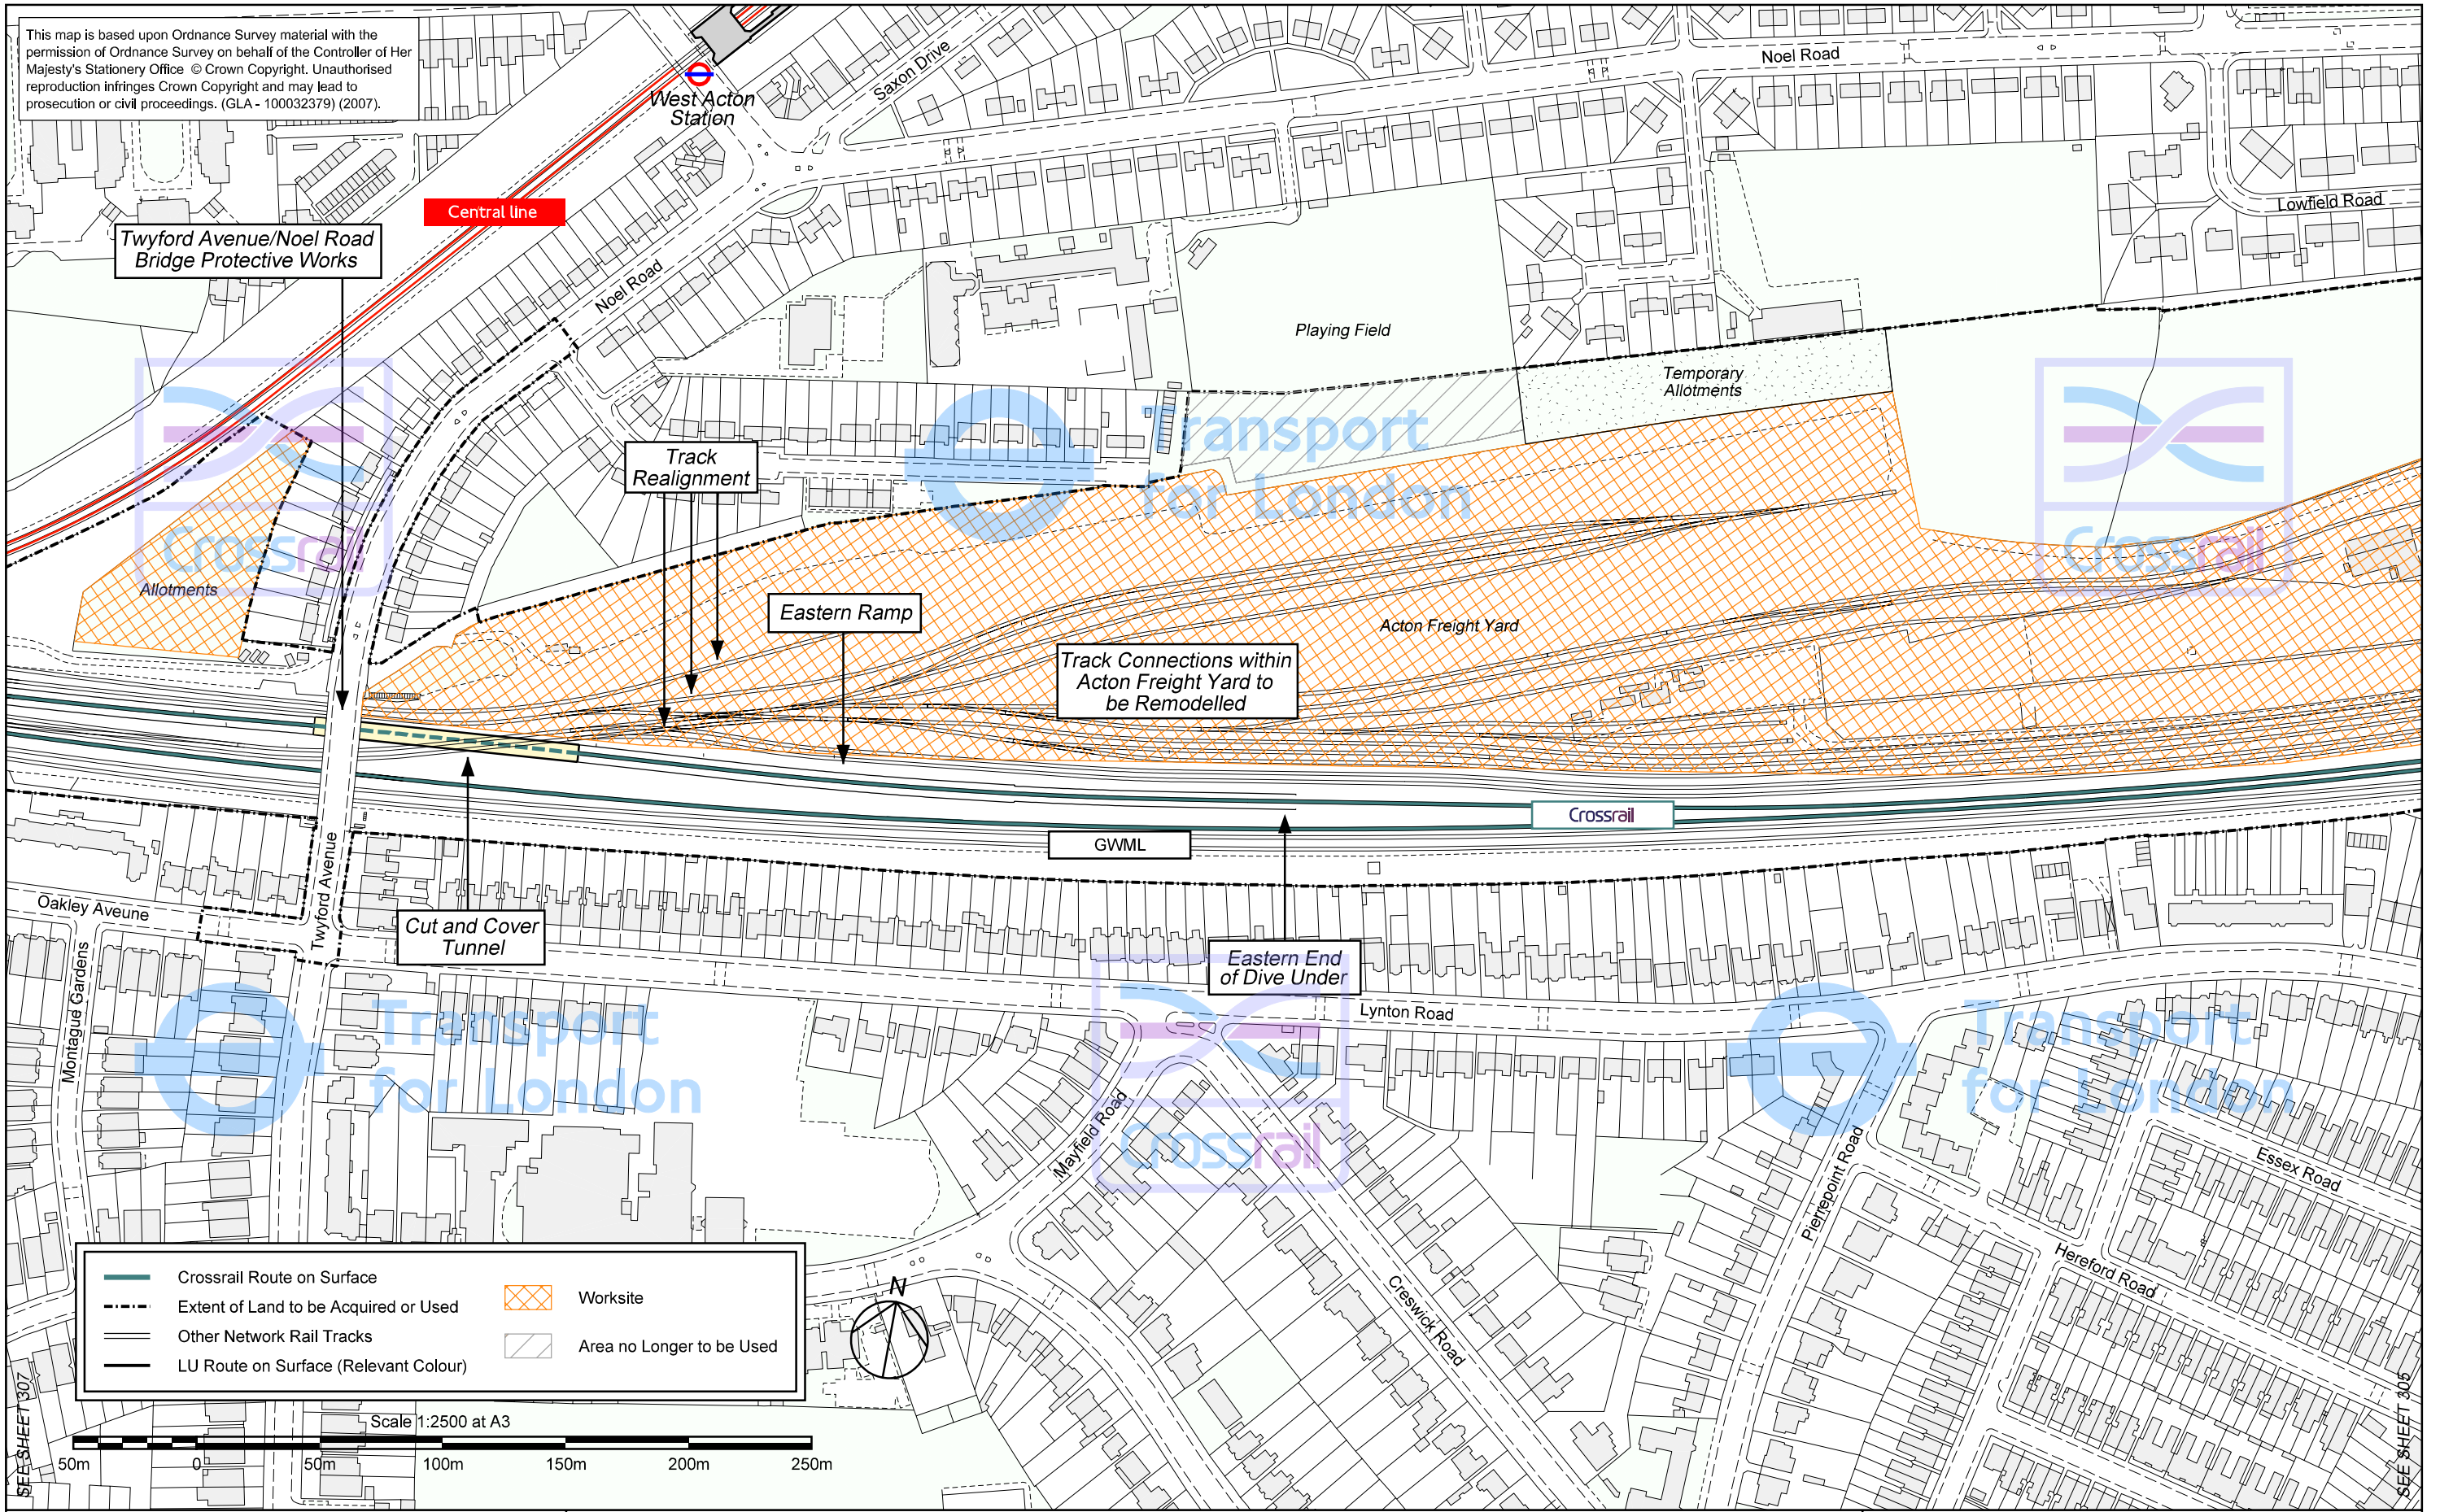 This map is based upon Ordnance Survey material with the
permission of Ordnance Survey on behalf of the Controller of Her
Majesty's Stationery Office © Crown Copyright. Unauthorised
reproduction infringes Crown Copyright and may lead to
prosecution or civil proceedings. (GLA - 100032379) (2007).
West Acton
Station
Saxon Drive
Noel Road
Lowfield Road
Central line
Twyford Avenue/Noel Road
Bridge Protective Works
Noel Road
Playing Field
Temporary
Allotments
Transport
for London
Crossrail
Crossrail
Track
Realignment
Allotments
Eastern Ramp
Acton Freight Yard
Track Connections within
Acton Freight Yard to
be Remodelled
Crossrail
GWML
Twyford Avenue
Oakley Aveune
Montague Gardens
Cut and Cover
Tunnel
Eastern End
of Dive Under
Lynton Road
Transport
for London
Crossrail
Transport
for London
Mayfield Road
Pierrepoint Road
Essex Road
Hereford Road
Creswick Road
Crossrail Route on Surface
Extent of Land to be Acquired or Used
Other Network Rail Tracks
LU Route on Surface (Relevant Colour)
Worksite
Area no Longer to be Used
N
SEE SHEET 307
SEE SHEET 305
Scale 1:2500 at A3
50m 0 50m 100m 150m 200m 250m